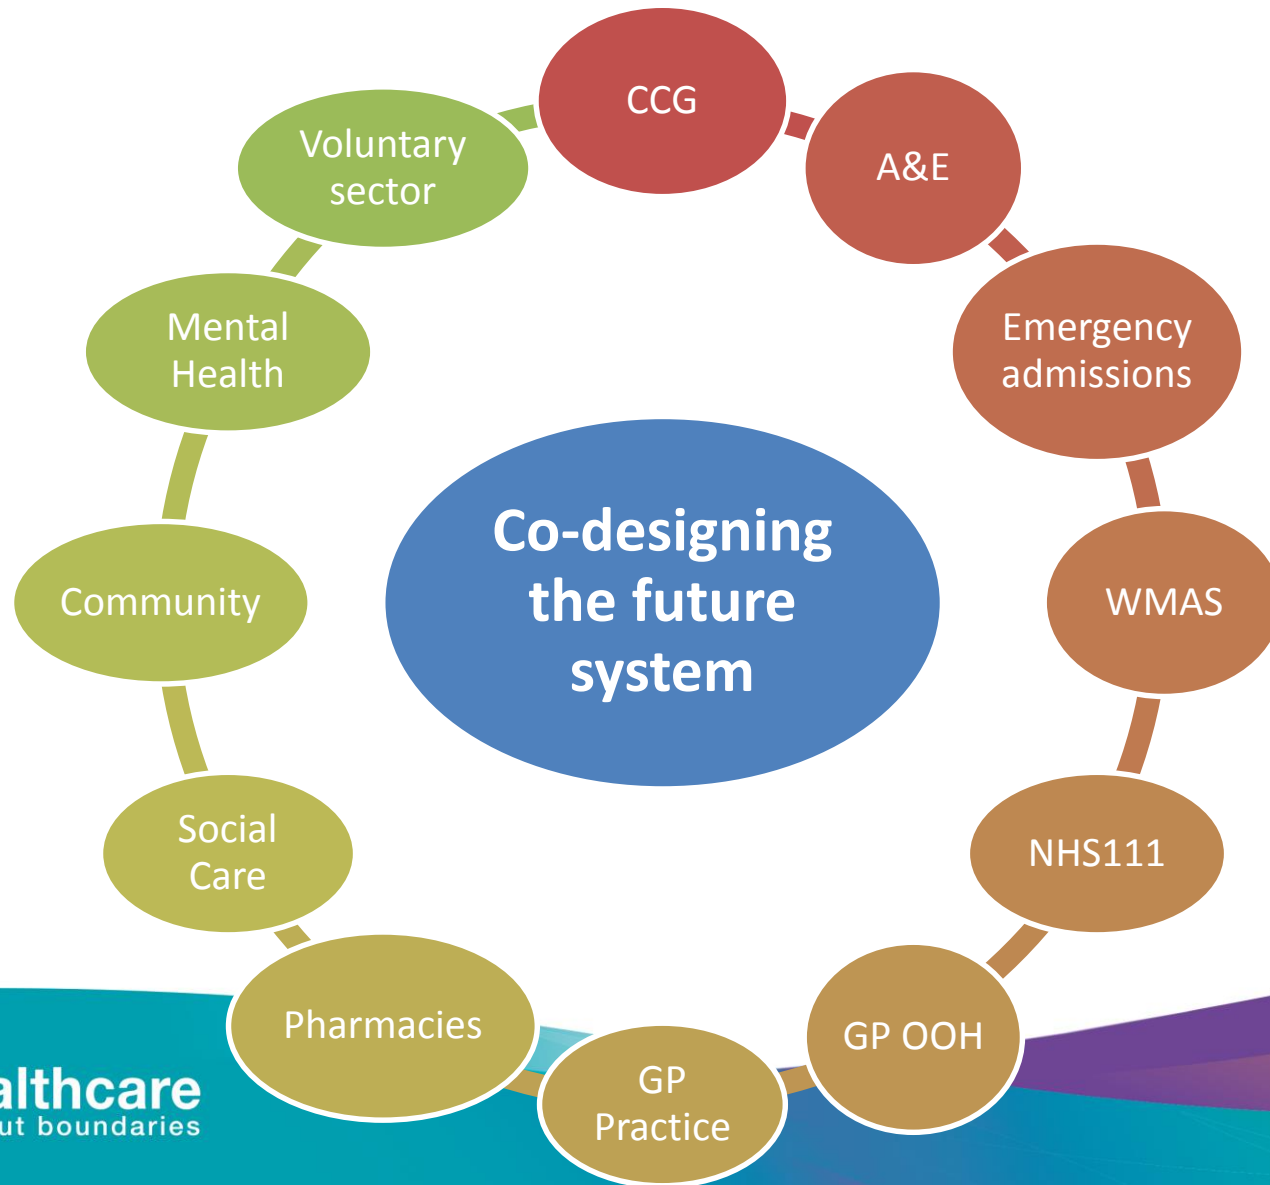 CCG
A&E
Emergency
admissions
WMAS
NHS111
GP OOH
GP
Practice
Pharmacies
Social
Care
Community
Mental
Health
Voluntary
sector
Co-designing
the future
system
althcare
ut boundaries